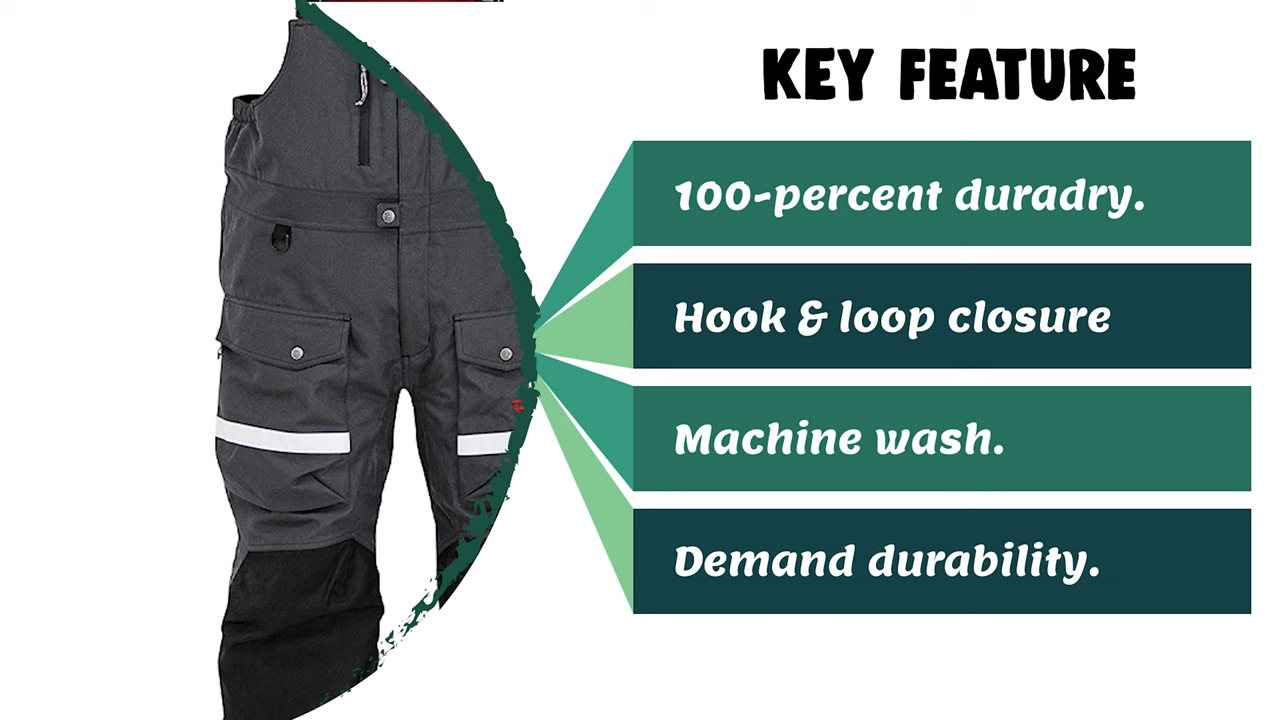 KEY FEATURE
100-percent duradry.
Hook & loop closure
Machine wash.
Demand durability.